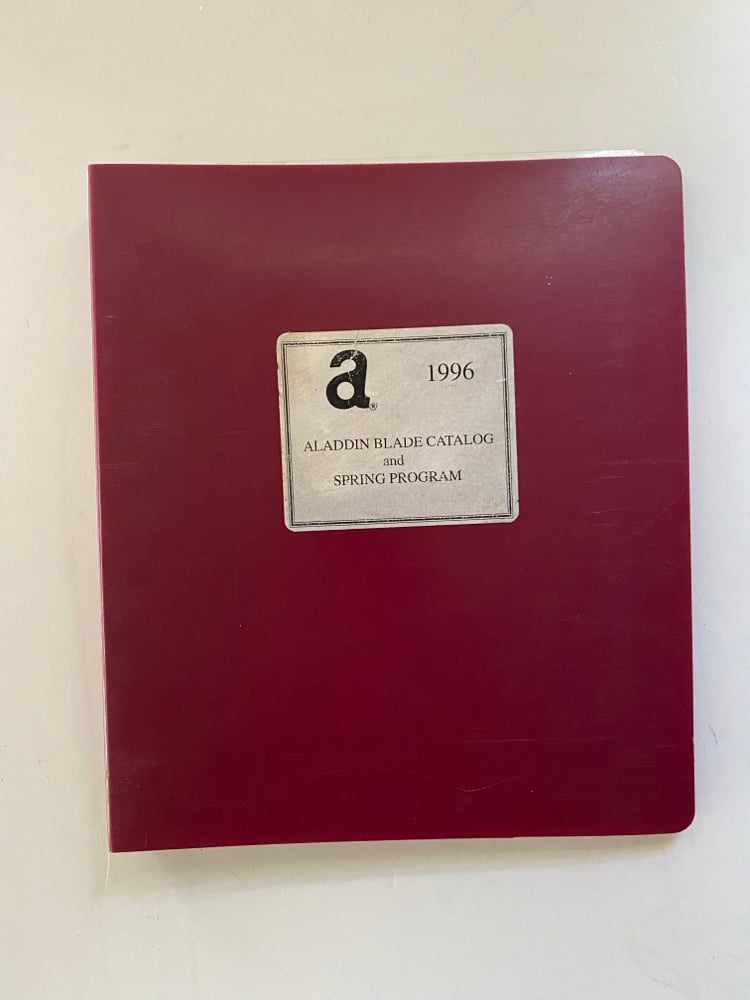 a® 1996
ALADDIN BLADE CATALOG
and
SPRING PROGRAM